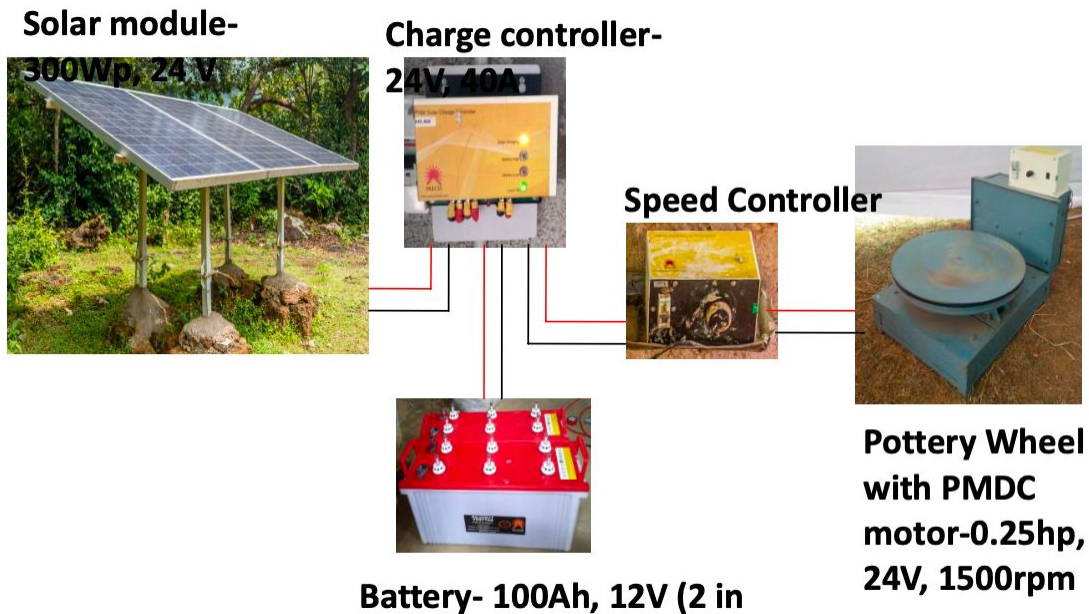 Solar module-
300Wp, 24 V
Charge controller-
24V, 40A
Speed Controller
SELCO
Pottery Wheel
with PMDC
motor-0.25hp,
24V, 1500rpm
Battery- 100Ah, 12V (2 in